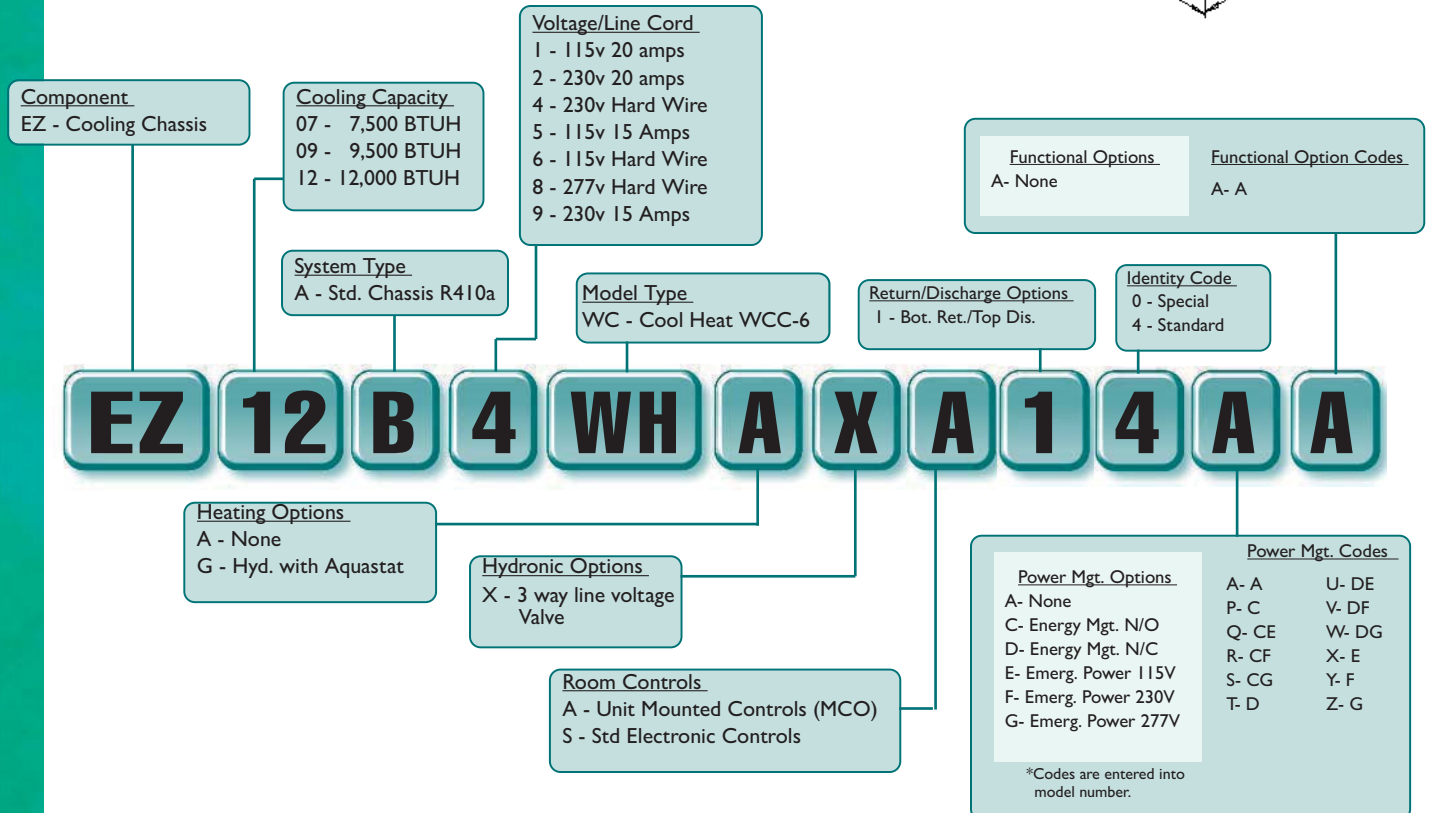 Component
EZ - Cooling Chassis
Cooling Capacity
07 - 7,500 BTUH
09 - 9,500 BTUH
12 - 12,000 BTUH
Voltage/Line Cord
1 - 115v 20 amps
2 - 230v 20 amps
4 - 230v Hard Wire
5 - 115v 15 Amps
6 - 115v Hard Wire
8 - 277v Hard Wire
9 - 230v 15 Amps
System Type
A - Std. Chassis R410a
Model Type
WC - Cool Heat WCC-6
Return/Discharge Options
1 - Bot. Ret./Top Dis.
Identity Code
0 - Special
4 - Standard
Functional Options
A- None
Functional Option Codes
A- A
EZ 12 B 4 WH A X A 1 4 A A
Heating Options
A - None
G - Hyd. with Aquastat
Hydronic Options
X - 3 way line voltage
Valve
Room Controls
A - Unit Mounted Controls (MCO)
S - Std Electronic Controls
Power Mgt. Options
A- None
C- Energy Mgt. N/O
D- Energy Mgt. N/C
E- Emerg. Power 115V
F- Emerg. Power 230V
G- Emerg. Power 277V
*Codes are entered into
model number.
Power Mgt. Codes
A- A U- DE
P- C V- DF
Q- CE W- DG
R- CF X- E
S- CG Y- F
T- D Z- G